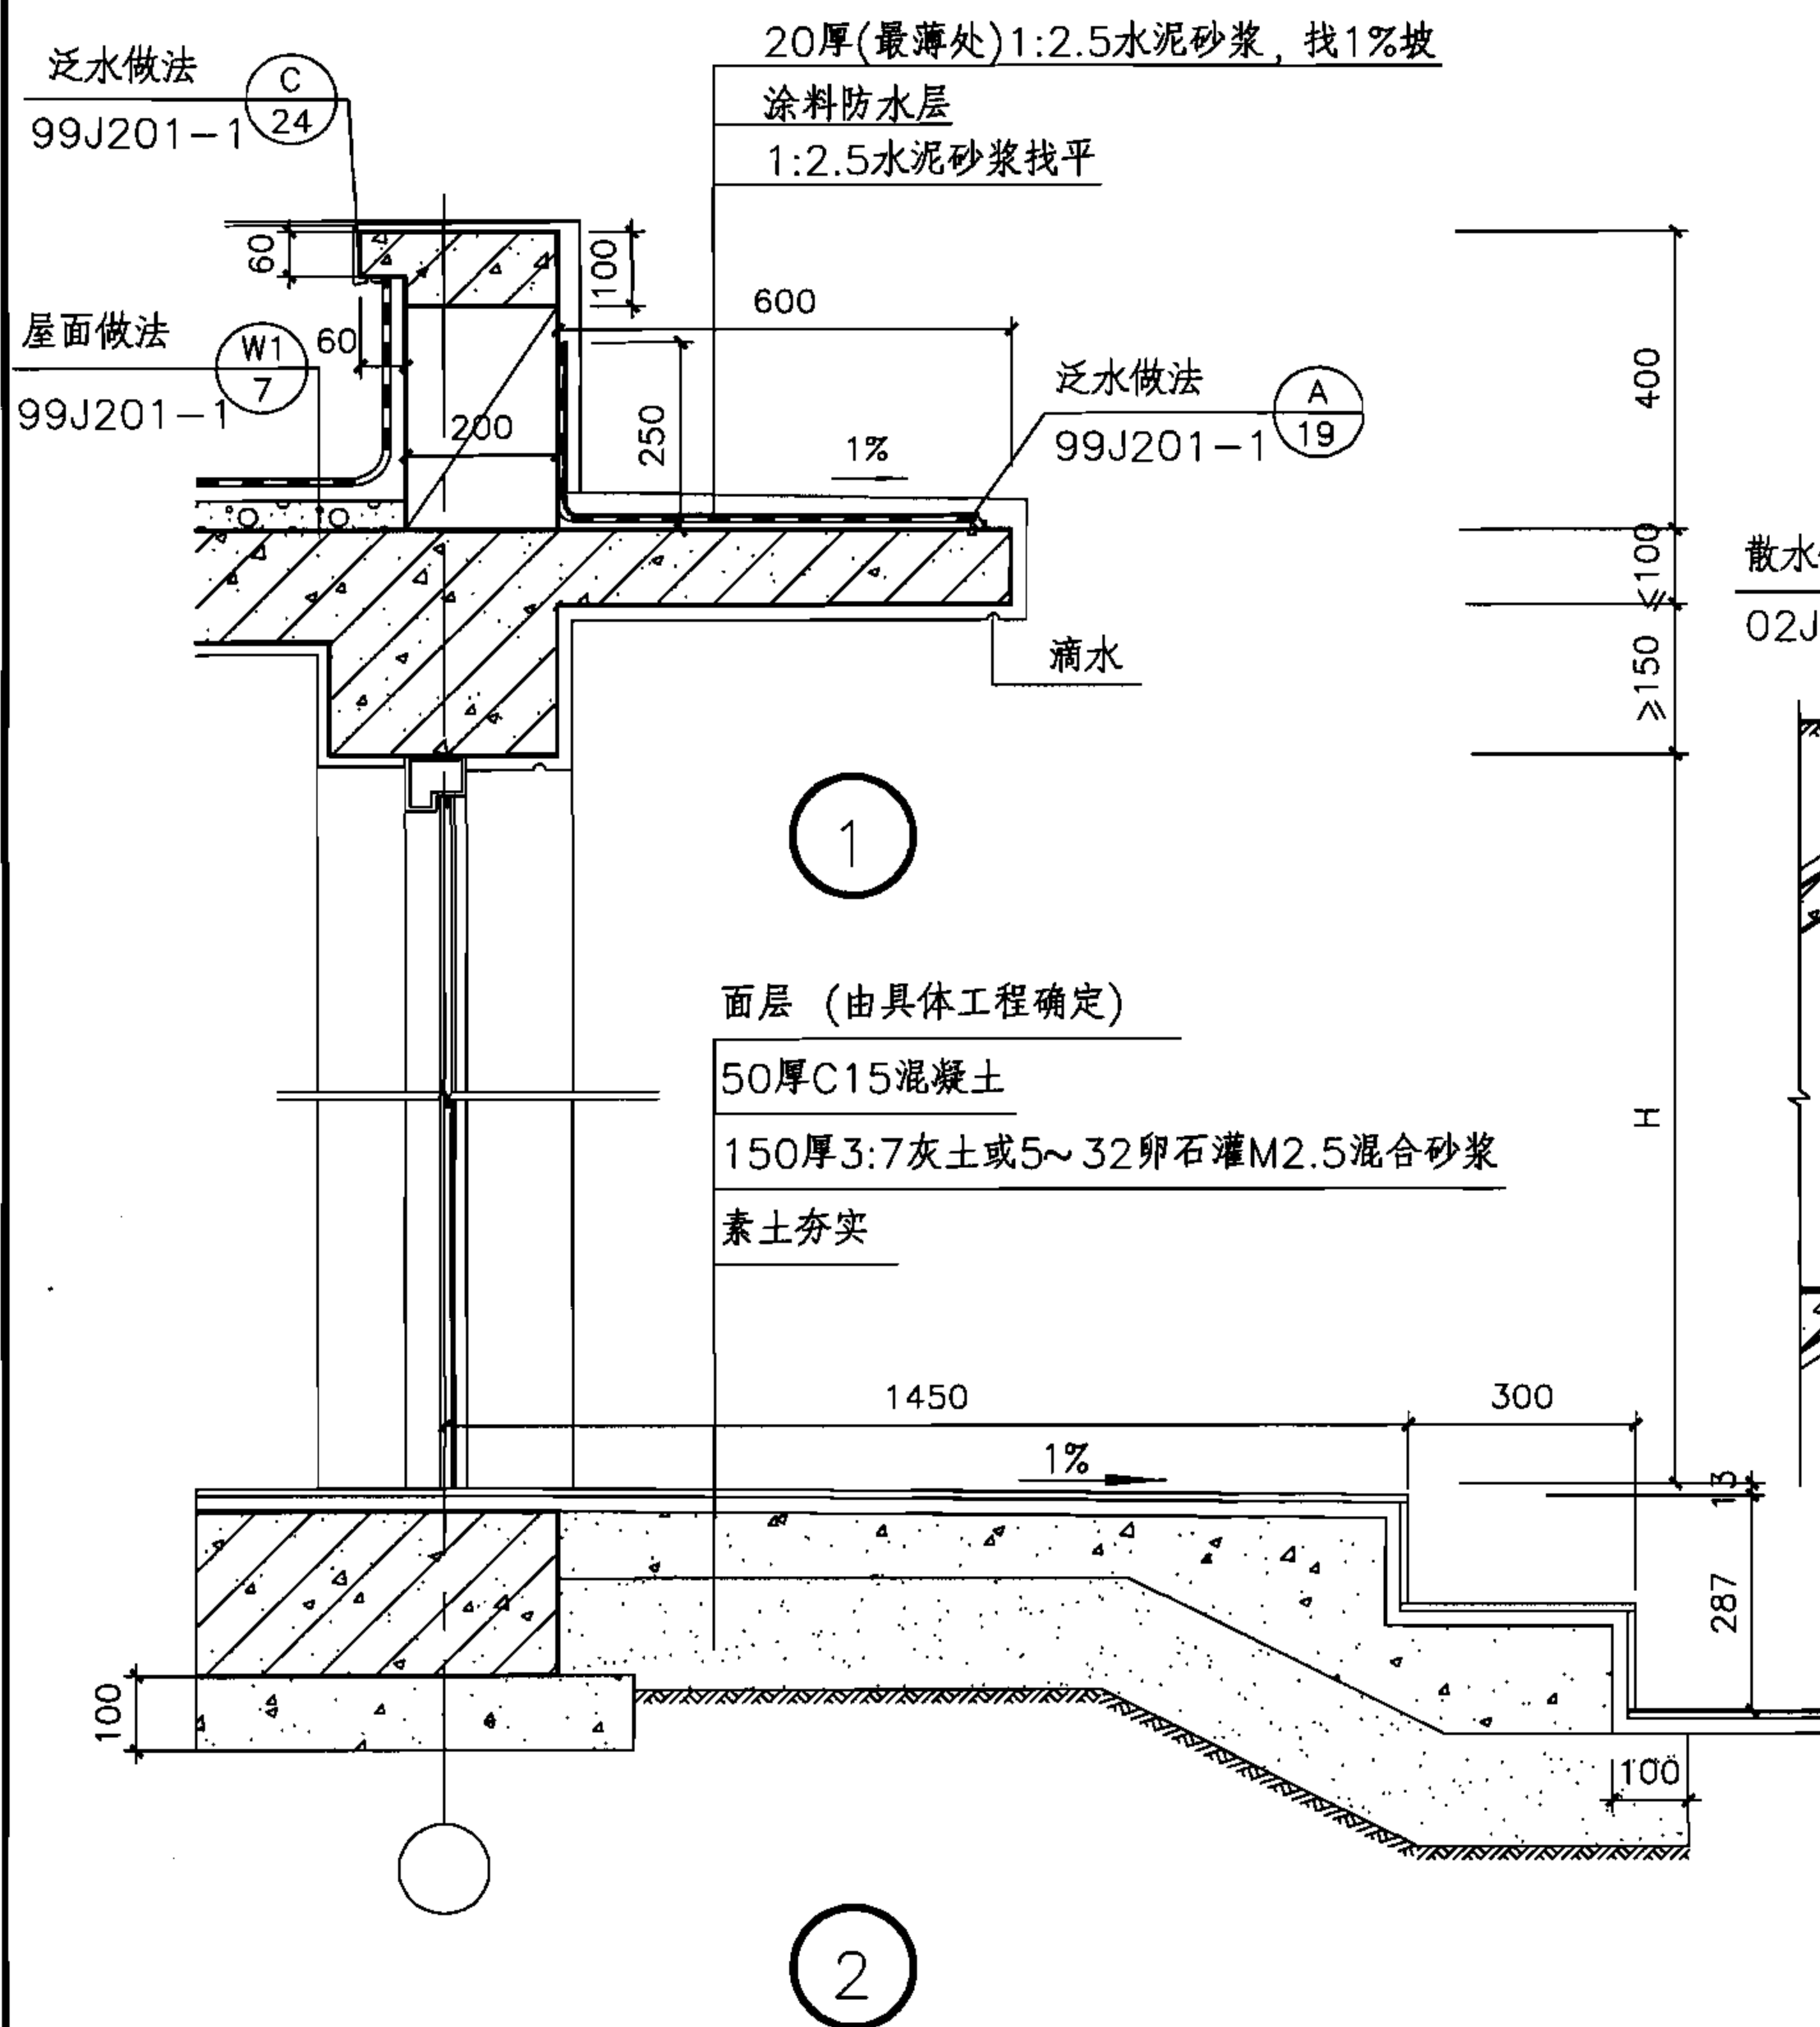 20厚(最薄处)1:2.5水泥砂浆, 找1%坡
涂料防水层
1:2.5水泥砂浆找平
泛水做法
C
24
99J201-1
60
100
600
屋面做法
W1
7
99J201-1
60
200
250
1%
泛水做法
A
19
99J201-1
400
≤100
≥150
滴水
散水
02J
1
面层 (由具体工程确定)
50厚C15混凝土
150厚3:7灰土或5~32卵石灌M2.5混合砂浆
素土夯实
H
1450
300
1%
13
287
100
100
2